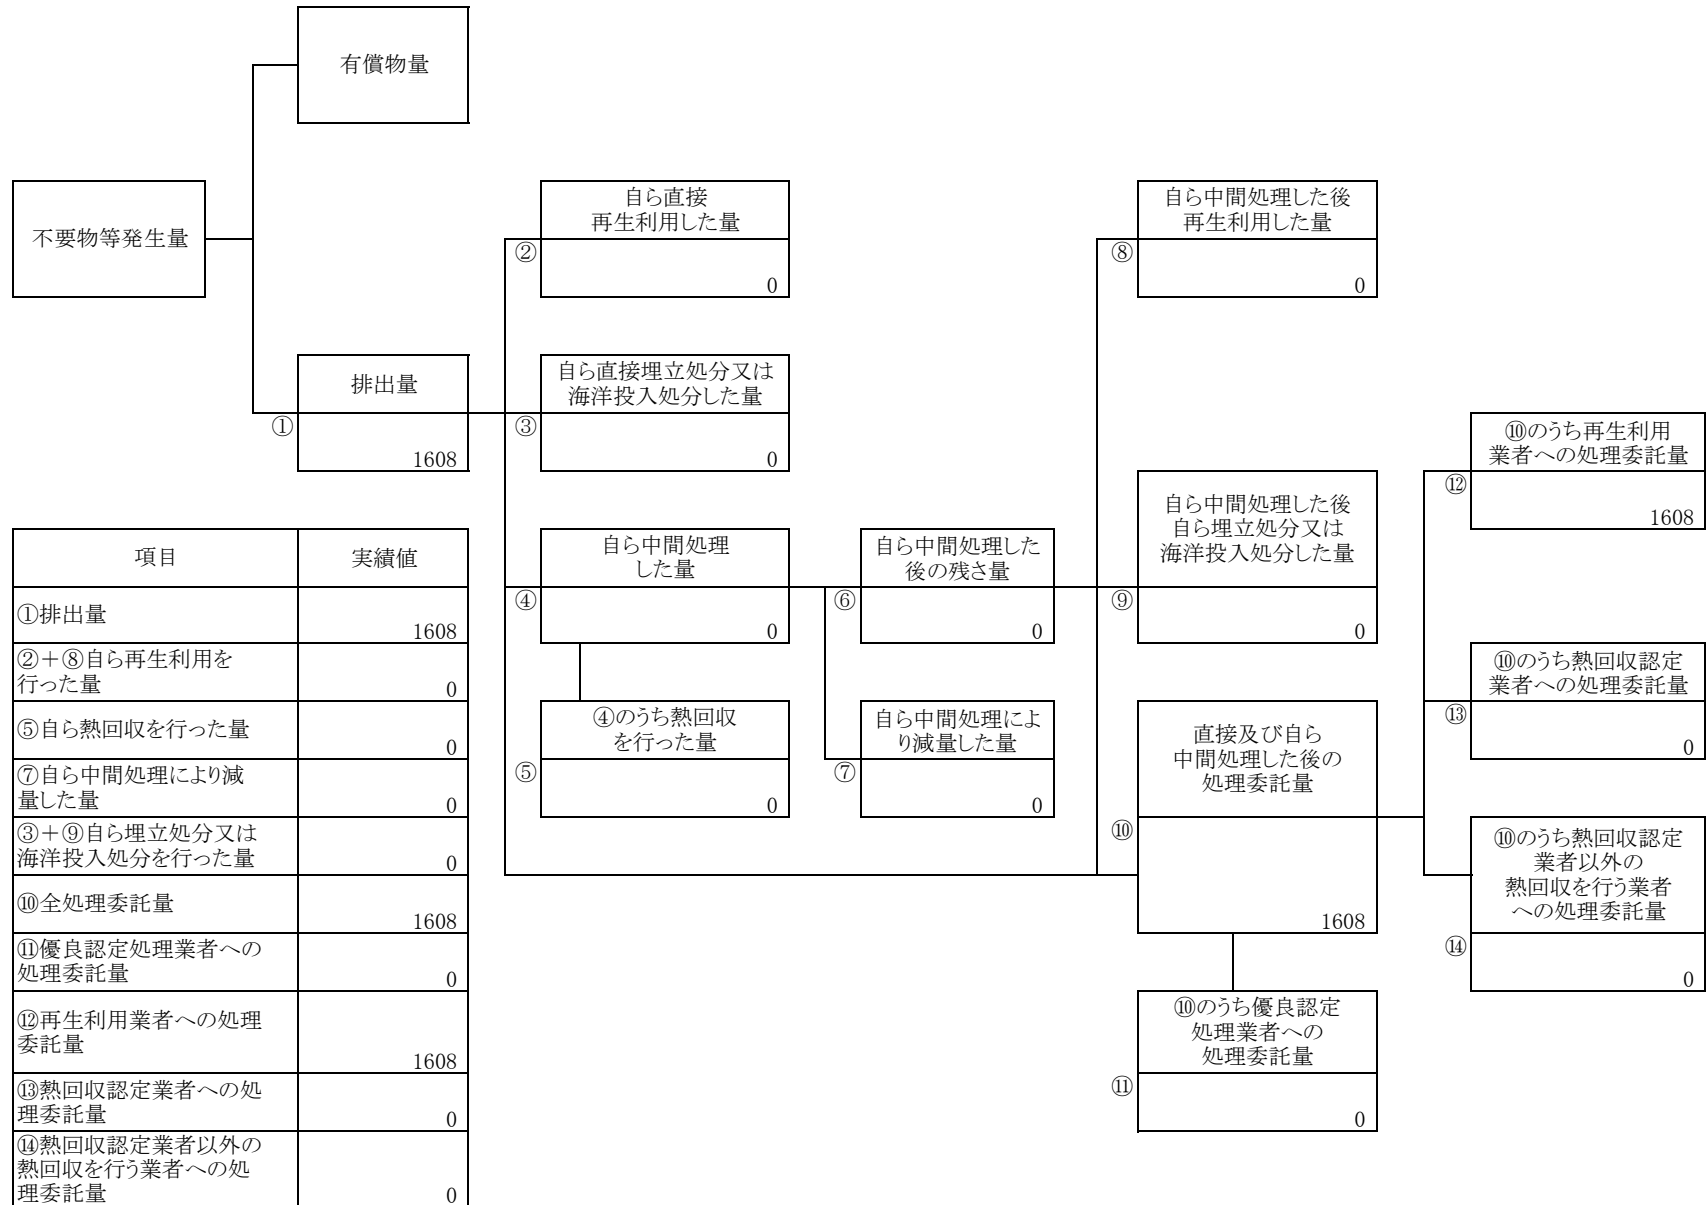 有償物量
不要物等発生量
自ら直接
再生利用した量
②
0
自ら中間処理した後
再生利用した量
⑧
0
排出量
①
1608
自ら直接埋立処分又は
海洋投入処分した量
③
0
⑩のうち再生利用
業者への処理委託量
⑫
1608
自ら中間処理
した量
④
0
自ら中間処理した
後の残さ量
⑥
0
自ら中間処理した後
自ら埋立処分又は
海洋投入処分した量
⑨
0
⑩のうち熱回収認定
業者への処理委託量
⑬
0
④のうち熱回収
を行った量
⑤
0
自ら中間処理によ
り減量した量
⑦
0
直接及び自ら
中間処理した後の
処理委託量
⑩
1608
⑩のうち熱回収認定
業者以外の
熱回収を行う業者
への処理委託量
⑭
0
⑩のうち優良認定
処理業者への
処理委託量
⑪
0
項目 実績値
①排出量
1608
②＋⑧自ら再生利用を
行った量
0
⑤自ら熱回収を行った量
0
⑦自ら中間処理により減
量した量
0
③＋⑨自ら埋立処分又は
海洋投入処分を行った量
0
⑩全処理委託量
1608
⑪優良認定処理業者への
処理委託量
0
⑫再生利用業者への処理
委託量
1608
⑬熱回収認定業者への処
理委託量
0
⑭熱回収認定業者以外の
熱回収を行う業者への処
理委託量
0